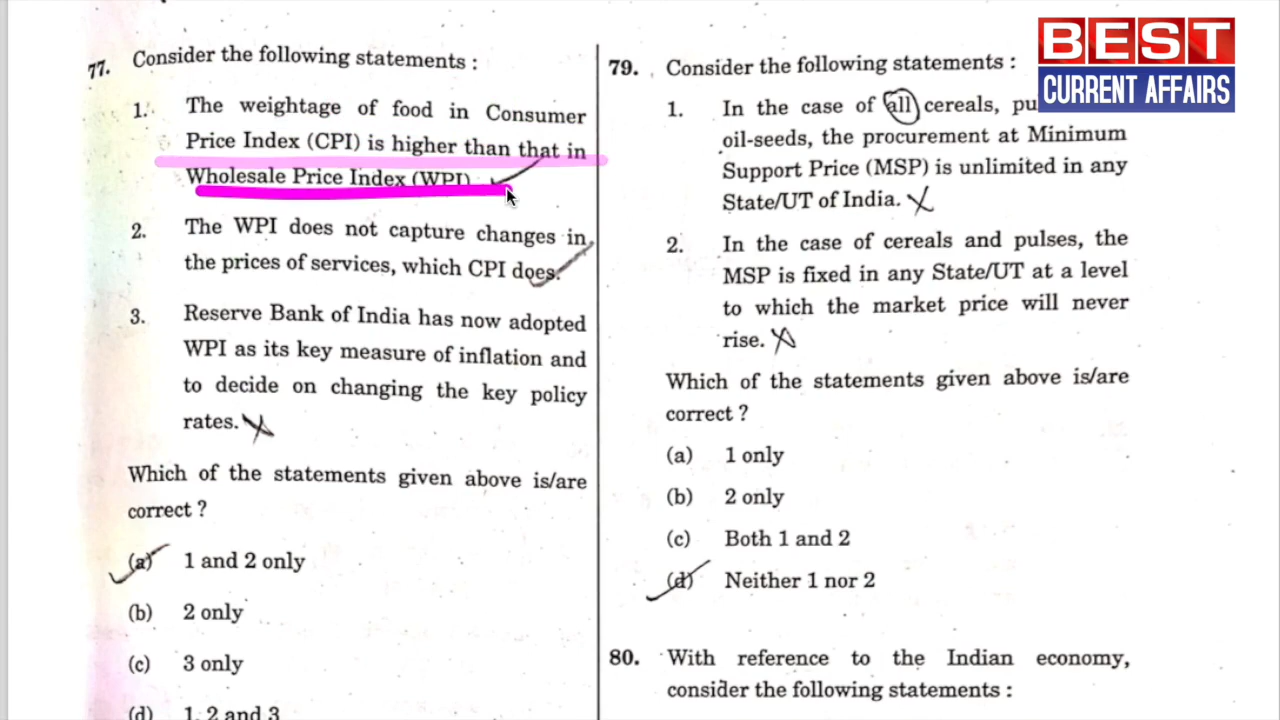 77. Consider the following statements :
1. The weightage of food in Consumer
Price Index (CPI) is higher than that in
Wholesale Price Index (WPI)
2. The WPI does not capture changes in
the prices of services, which CPI does.
3. Reserve Bank of India has now adopted
WPI as its key measure of inflation and
to decide on changing the key policy
rates.
Which of the statements given above is/are
correct ?
(a) 1 and 2 only
(b) 2 only
(c) 3 only
(d) 1, 2 and 3
79. Consider the following statements :
1. In the case of all cereals,
oil-seeds, the procurement at Minimum
Support Price (MSP) is unlimited in any
State/UT of India.
2. In the case of cereals and pulses, the
MSP is fixed in any State/UT at a level
to which the market price will never
rise.
Which of the statements given above is/are
correct ?
(a) 1 only
(b) 2 only
(c) Both 1 and 2
(d) Neither 1 nor 2
80. With reference to the Indian economy,
consider the following statements :
BEST
CURRENT AFFAIRS